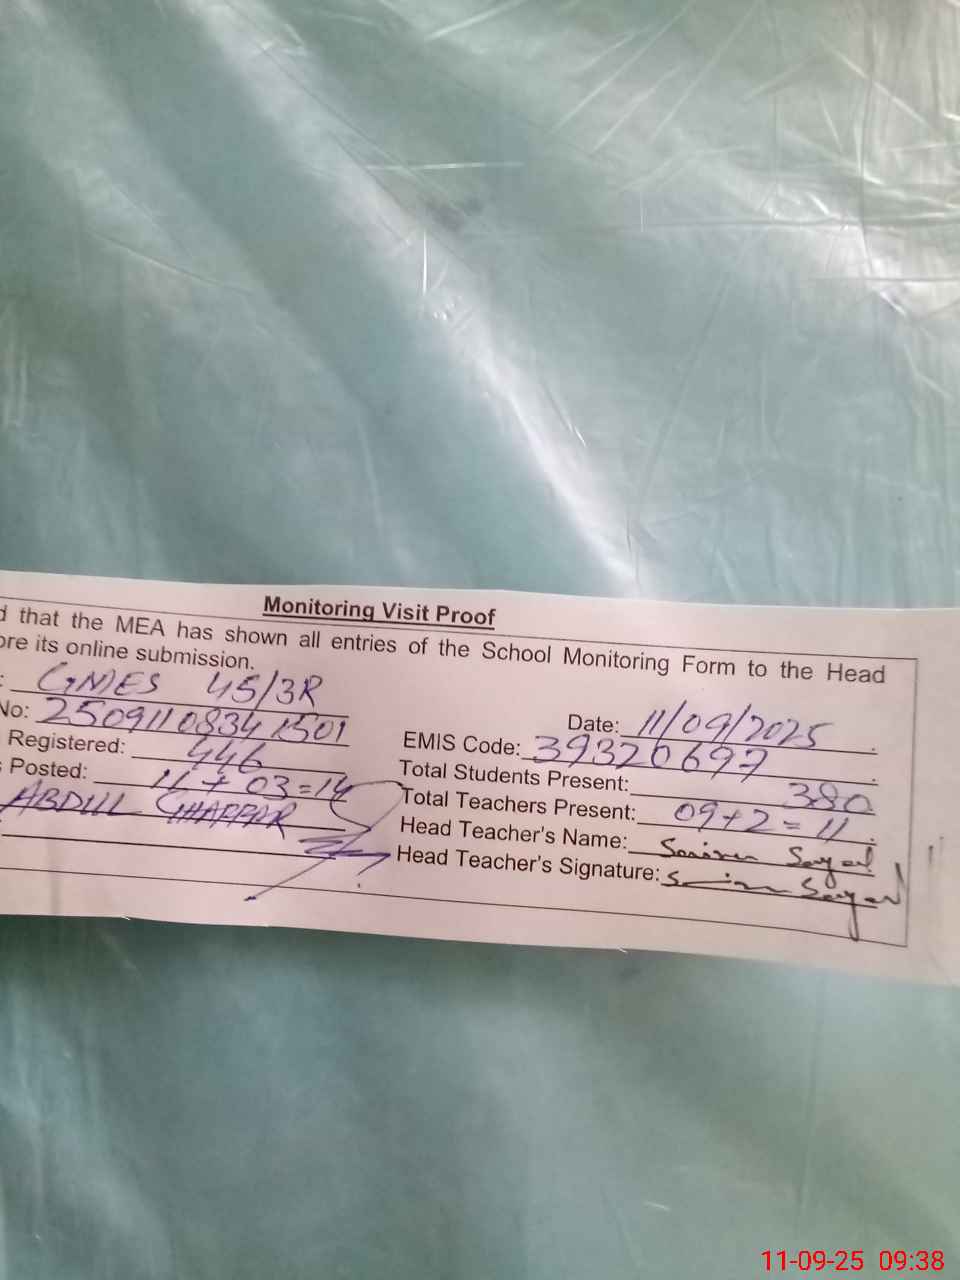 Monitoring Visit Proof
d that the MEA has shown all entries of the School Monitoring Form to the Head
ore its online submission.
: GMES 45/3R
Date: 11/09/2025
No: 25091108341501
EMIS Code: 39320697
Registered: 446
Total Students Present: 380
Posted: 11 + 03 = 14
Total Teachers Present: 09 + 2 = 11
ABDUL GHAFFAR
Head Teacher's Name:
Head Teacher's Signature:
11-09-25 09:38